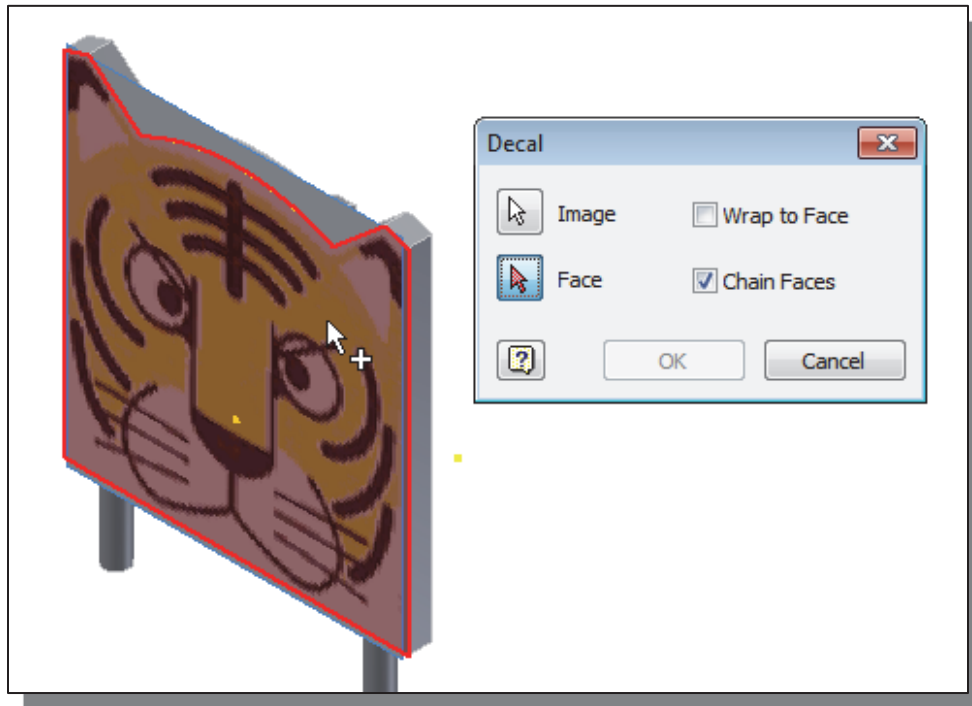 Decal
Image
Wrap to Face
Face
Chain Faces
OK
Cancel